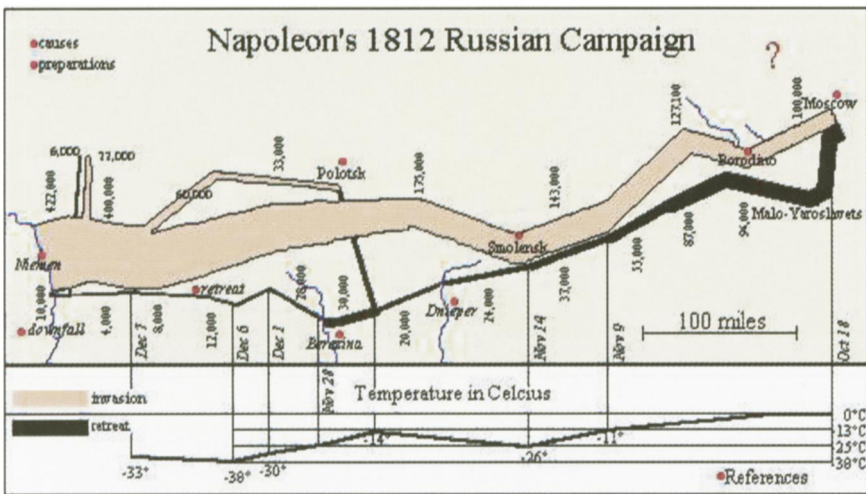 Napoleon's 1812 Russian Campaign
causes
preparations
?
Moscow
100,000
127,100
Borodino
6,000
22,000
33,000
Polotsk
422,000
400,000
60,000
175,000
143,000
Smolensk
Malo-Yaroslwets
Niemen
retreat
10,000
4,000
8,000
12,000
28,000
30,000
20,000
Dnieper
24,000
37,000
55,000
87,000
96,000
downfall
Berezina
100 miles
Dec 7
Dec 6
Dec 1
Nov 28
Nov 14
Nov 9
Oct 18
Temperature in Celcius
invasion
retreat
0°C
-13°C
-25°C
-38°C
-33°
-38°
-30°
-14°
-26°
-11°
References